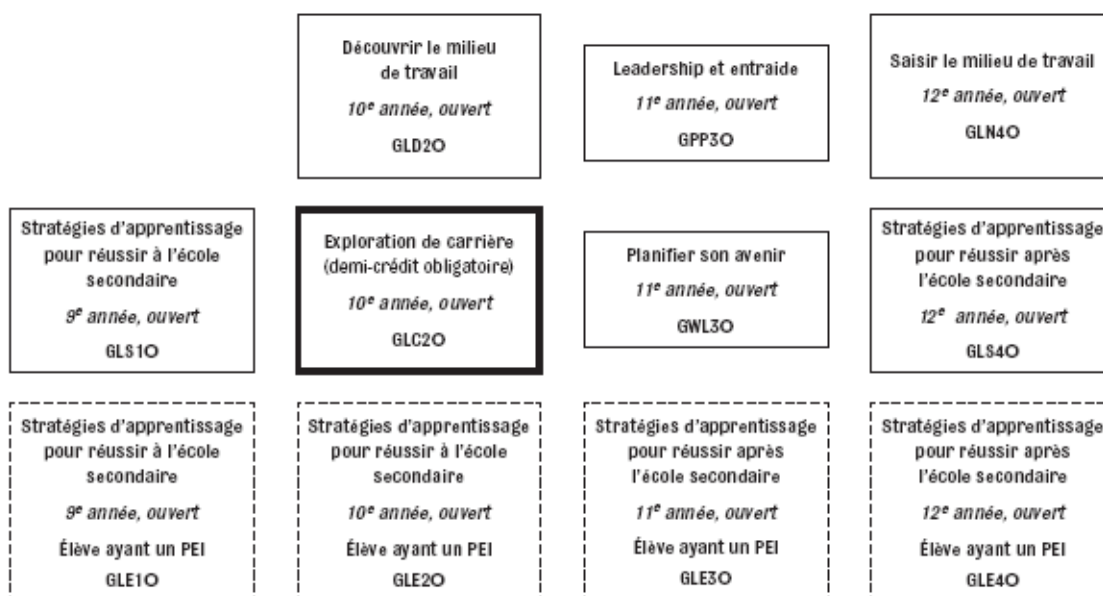 Découvrir le milieu
de travail
10e année, ouvert
GLD2O
Leadership et entraide
11e année, ouvert
GPP3O
Saisir le milieu de travail
12e année, ouvert
GLN4O
Stratégies d'apprentissage
pour réussir à l'école
secondaire
9e année, ouvert
GLS1O
Exploration de carrière
(demi-crédit obligatoire)
10e année, ouvert
GLC2O
Planifier son avenir
11e année, ouvert
GWL3O
Stratégies d'apprentissage
pour réussir après
l'école secondaire
12e année, ouvert
GLS4O
Stratégies d'apprentissage
pour réussir à l'école
secondaire
9e année, ouvert
Élève ayant un PEI
GLE1O
Stratégies d'apprentissage
pour réussir à l'école
secondaire
10e année, ouvert
Élève ayant un PEI
GLE2O
Stratégies d'apprentissage
pour réussir après
l'école secondaire
11e année, ouvert
Élève ayant un PEI
GLE3O
Stratégies d'apprentissage
pour réussir après
l'école secondaire
12e année, ouvert
Élève ayant un PEI
GLE4O